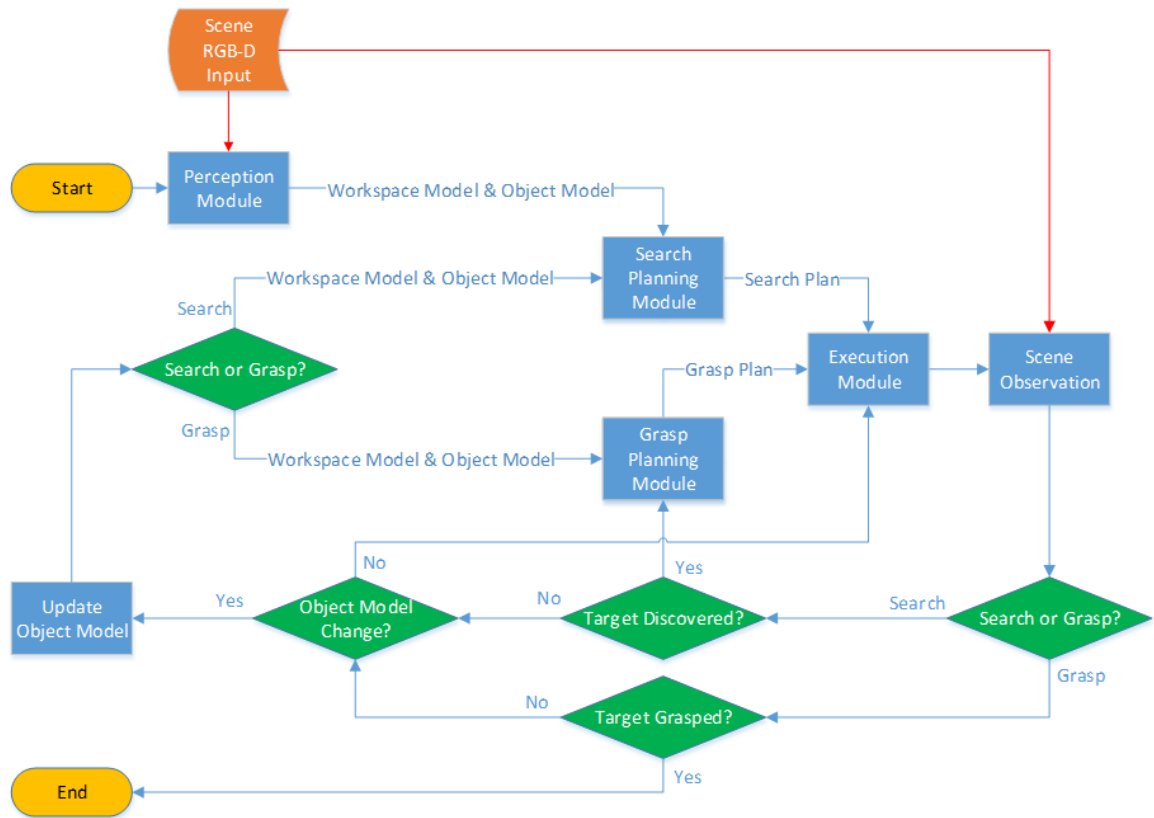 Scene
RGB-D
Input
Start
Perception
Module
Workspace Model & Object Model
Search
Planning
Module
Workspace Model & Object Model
Search Plan
Search
Search or Grasp?
Execution
Module
Scene
Observation
Grasp Plan
Grasp
Grasp
Planning
Module
Workspace Model & Object Model
No
Yes
Update
Object Model
Yes
Object Model
Change?
No
Target Discovered?
Search
Search or Grasp?
Grasp
No
Target Grasped?
Yes
End